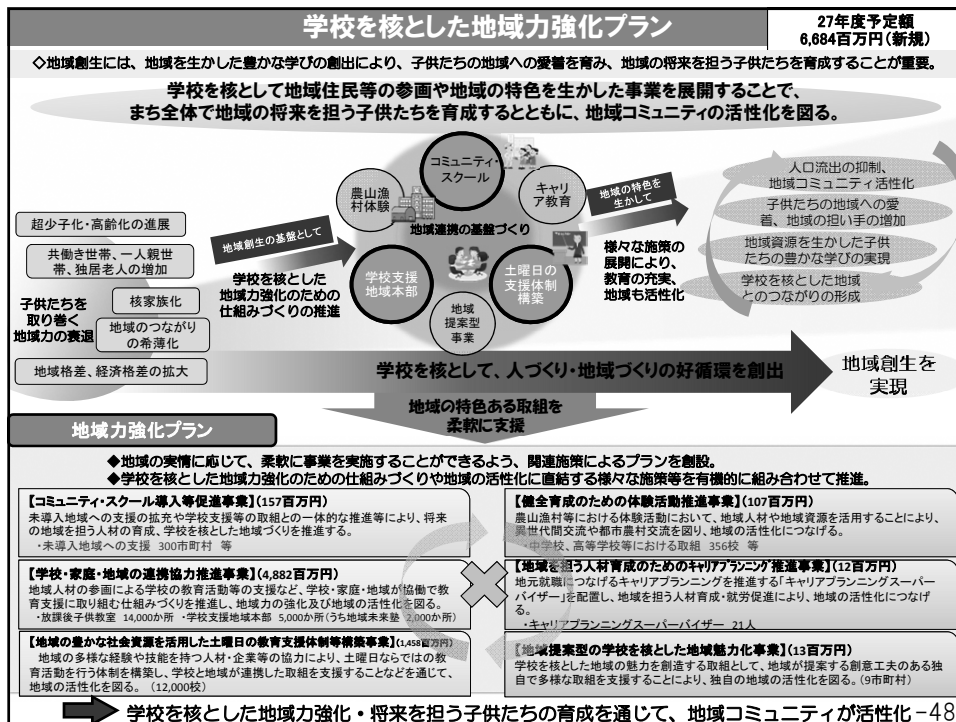 学校を核とした地域力強化プラン
27年度予定額
6,684百万円(新規)
◇地域創生には、地域を生かした豊かな学びの創出により、子供たちの地域への愛着を育み、地域の将来を担う子供たちを育成することが重要。
学校を核として地域住民等の参画や地域の特色を生かした事業を展開することで、
まち全体で地域の将来を担う子供たちを育成するとともに、地域コミュニティの活性化を図る。
超少子化・高齢化の進展
共働き世帯、一人親世
帯、独居老人の増加
子供たちを
取り巻く
地域力の衰退
核家族化
地域のつながり
の希薄化
地域格差、経済格差の拡大
地域創生の基盤として
学校を核とした
地域力強化のための
仕組みづくりの推進
コミュニティ・
スクール
農山漁
村体験
キャリ
ア教育
地域連携の基盤づくり
学校支援
地域本部
土曜日の
支援体制
構築
地域
提案型
事業
地域の特色を
生かして
様々な施策の
展開により、
教育の充実、
地域も活性化
人口流出の抑制、
地域コミュニティ活性化
子供たちの地域への愛
着、地域の担い手の増加
地域資源を生かした子供
たちの豊かな学びの実現
学校を核とした地域
とのつながりの形成
学校を核として、人づくり・地域づくりの好循環を創出
地域創生を
実現
地域の特色ある取組を
柔軟に支援
地域力強化プラン
◆地域の実情に応じて、柔軟に事業を実施することができるよう、関連施策によるプランを創設。
◆学校を核とした地域力強化のための仕組みづくりや地域の活性化に直結する様々な施策等を有機的に組み合わせて推進。
【コミュニティ・スクール導入等促進事業】(157百万円)
未導入地域への支援の拡充や学校支援等の取組との一体的な推進等により、将来
の地域を担う人材の育成、学校を核とした地域づくりを推進する。
・未導入地域への支援 300市町村 等
【学校・家庭・地域の連携協力推進事業】(4,882百万円)
地域人材の参画による学校の教育活動等の支援など、学校・家庭・地域が協働で教
育支援に取り組む仕組みづくりを推進し、地域力の強化及び地域の活性化を図る。
・放課後子供教室 14,000か所 ・学校支援地域本部 5,000か所(うち地域未来塾 2,000か所)
【地域の豊かな社会資源を活用した土曜日の教育支援体制等構築事業】(1,458百万円)
地域の多様な経験や技能を持つ人材・企業等の協力により、土曜日ならではの教
育活動を行う体制を構築し、学校と地域が連携した取組を支援することなどを通じて、
地域の活性化を図る。 (12,000校)
【健全育成のための体験活動推進事業】(107百万円)
農山漁村等における体験活動において、地域人材や地域資源を活用することにより、
異世代間交流や都市農村交流を図り、地域の活性化につなげる。
・中学校、高等学校等における取組 356校 等
【地域を担う人材育成のためのキャリアプランニング推進事業】(12百万円)
地元就職につなげるキャリアプランニングを推進する「キャリアプランニングスーパー
バイザー」を配置し、地域を担う人材育成・就労促進により、地域の活性化につなげ
る。
・キャリアプランニングスーパーバイザー 21人
【地域提案型の学校を核とした地域魅力化事業】(13百万円)
学校を核とした地域の魅力を創造する取組として、地域が提案する創意工夫のある独
自で多様な取組を支援することにより、独自の地域の活性化を図る。(9市町村)
学校を核とした地域力強化・将来を担う子供たちの育成を通じて、地域コミュニティが活性化
-48